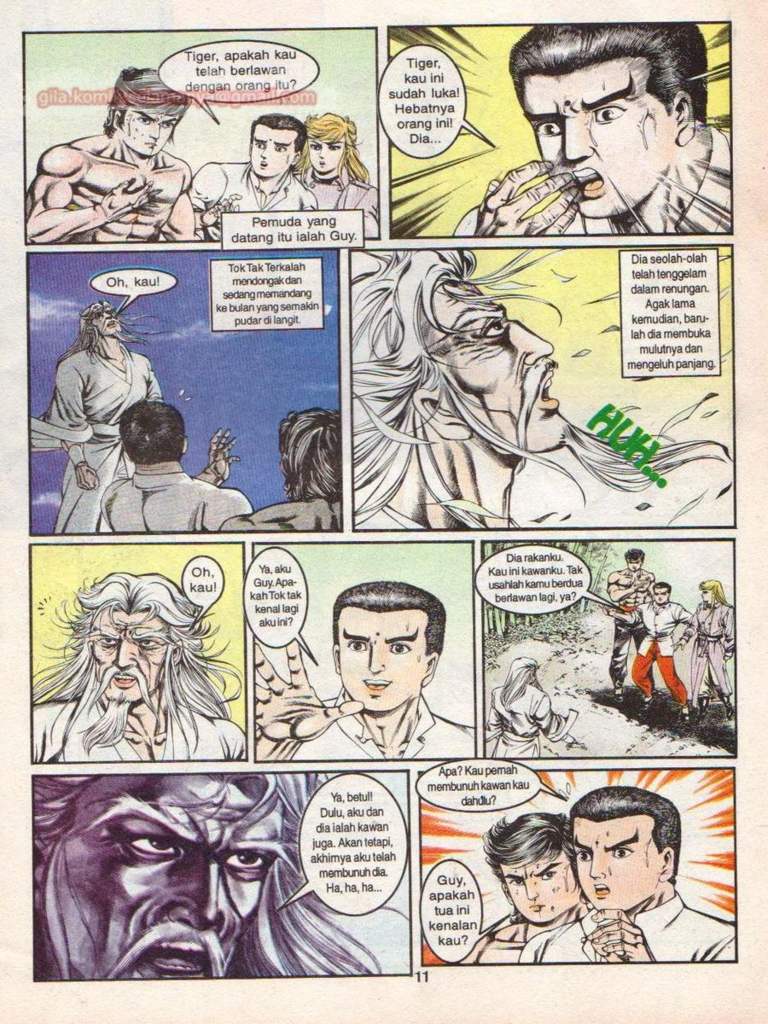 Tiger, apakah kau
telah berlawan
dengan orang itu?
Pemuda yang
datang itu ialah Guy.
Tiger,
kau ini
sudah luka!
Hebatnya
orang ini!
Dia...
Oh, kau!
Tok Tak Terkalah
mendongak dan
sedang memandang
ke bulan yang semakin
pudar di langit.
Dia seolah-olah
telah tenggelam
dalam renungan.
Agak lama
kemudian, baru-
lah dia membuka
mulutnya dan
mengeluh panjang.
HUH...
Oh,
kau!
Ya, aku
Guy. Apa-
kah Tok tak
kenal lagi
aku ini?
Dia rakanku.
Kau ini kawanku. Tak
usahlah kamu berdua
berlawan lagi, ya?
Ya, betul!
Dulu, aku dan
dia ialah kawan
juga. Akan tetapi,
akhirnya aku telah
membunuh dia.
Ha, ha, ha...
Apa? Kau pernah
membunuh kawan kau
dahulu?
Guy,
apakah
tua ini
kenalan
kau?
11